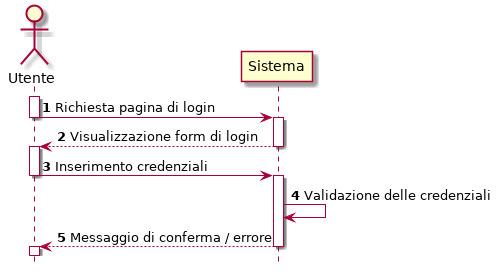 Utente
Sistema
1 Richiesta pagina di login
2 Visualizzazione form di login
3 Inserimento credenziali
4 Validazione delle credenziali
5 Messaggio di conferma / errore